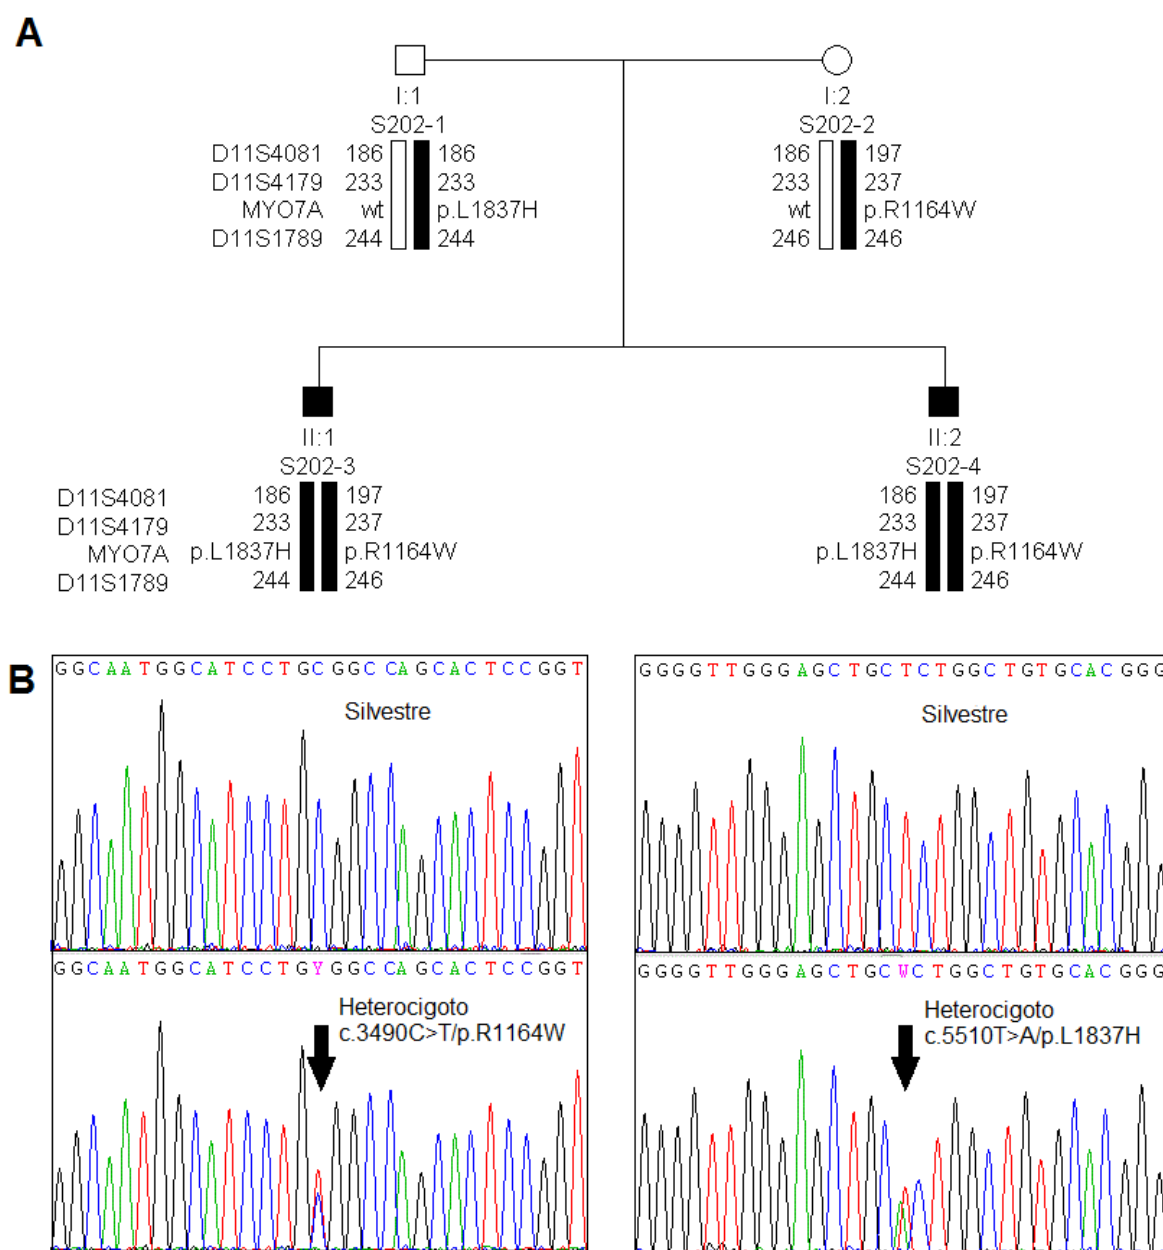 A
I:1
S202-1
D11S4081 186 186
D11S4179 233 233
MYO7A wt p.L1837H
D11S1789 244 244
I:2
S202-2
186 197
233 237
wt p.R1164W
246 246
II:1
S202-3
D11S4081 186 197
D11S4179 233 237
MYO7A p.L1837H p.R1164W
D11S1789 244 246
II:2
S202-4
186 197
233 237
p.L1837H p.R1164W
244 246
B
GGCAATGGCATCCTGCGGCCAGCACTCCGGT
Silvestre
GGGGTTGGGAGCTGCTCTGGCTGTGCACGGG
Silvestre
GGCAATGGCATCCTGYGGCCAGCACTCCGGT
Heterocigoto
c.3490C>T/p.R1164W
GGGGTTGGGAGCTGCWCTGGCTGTGCACGGG
Heterocigoto
c.5510T>A/p.L1837H